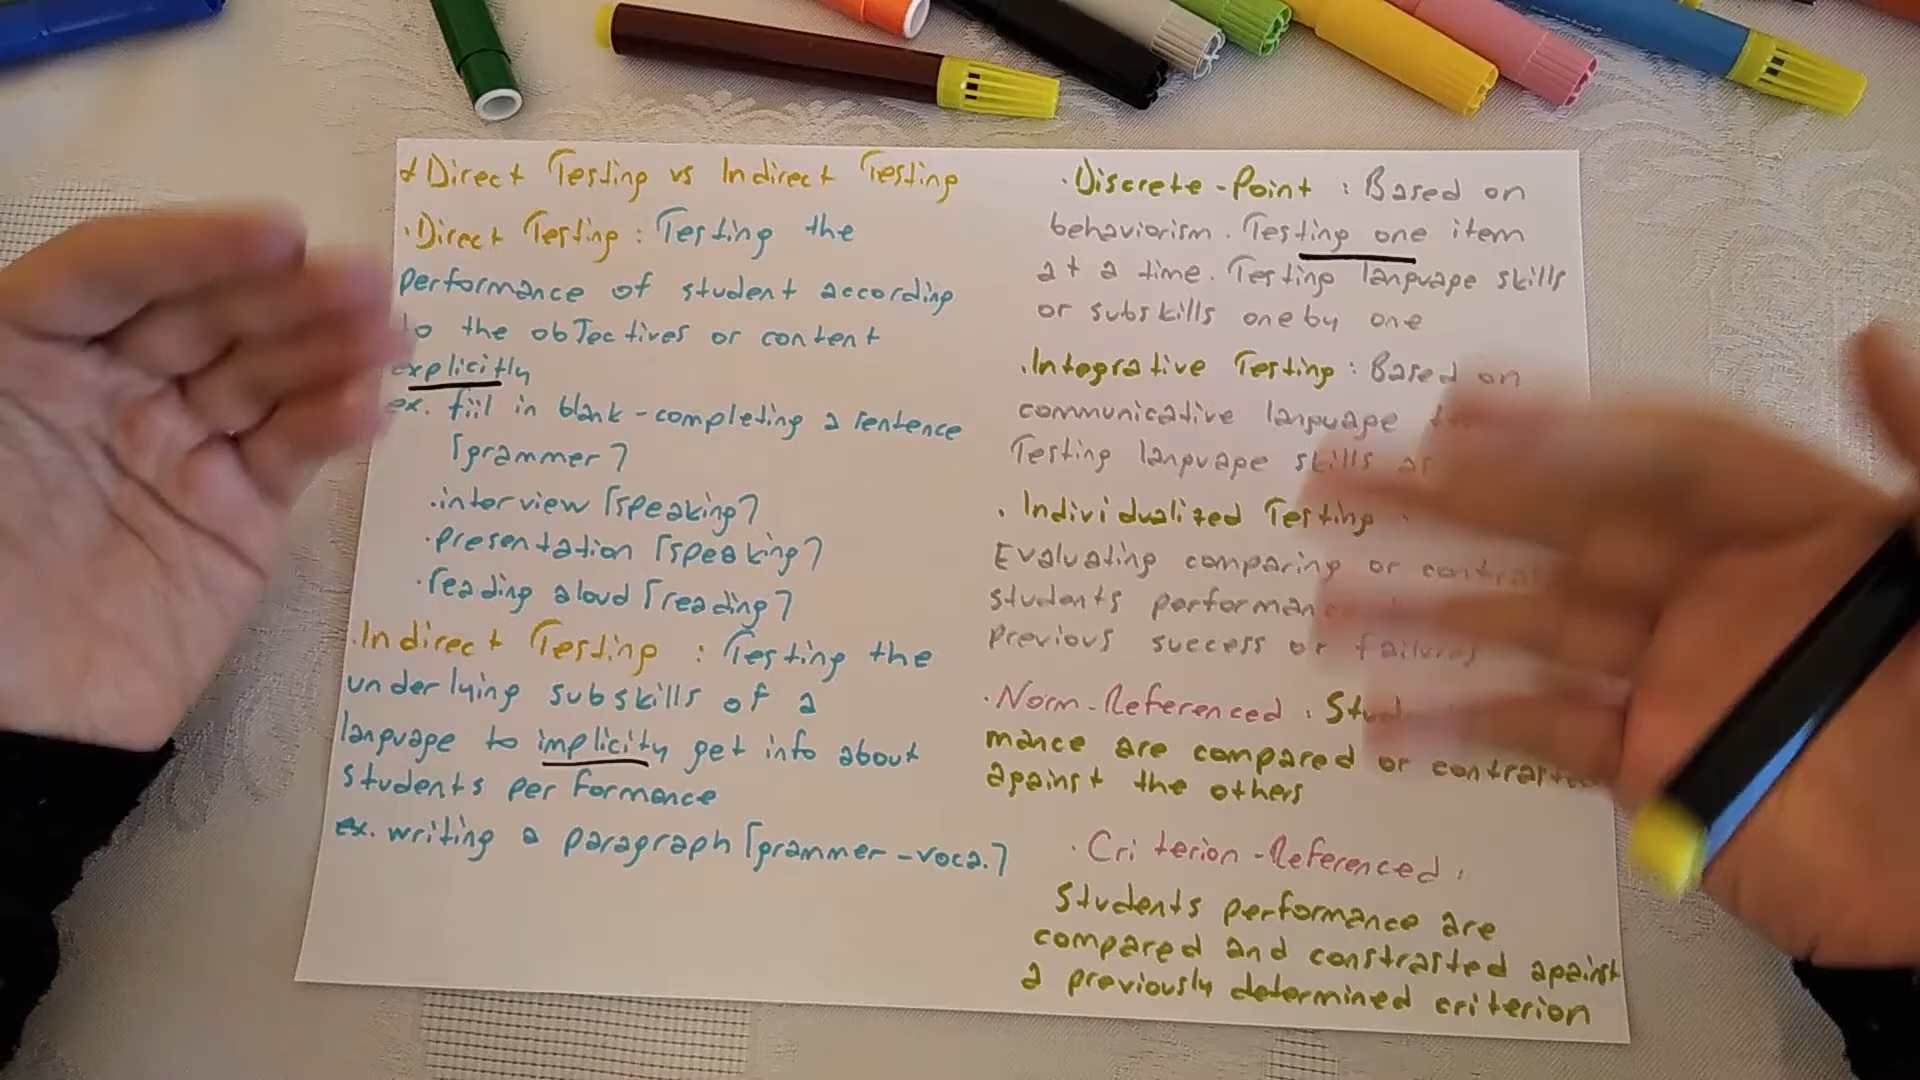 Direct Testing vs Indirect Testing
· Direct Testing : Testing the
performance of student according
to the objectives or content
explicitly
ex. fiil in blank - completing a sentence
[grammer]
· interview [speaking]
· presentation [speaking]
· reading aloud [reading]
· Indirect Testing : Testing the
underlying subskills of a
language to implicity get info about
students performance
ex. writing a paragraph [grammer - voca.]
· Discrete - Point : Based on
behaviorism. Testing one item
at a time. Testing language skills
or subskills one by one
· Integrative Testing : Based on
communicative language
Testing language skills
· Individualized Testing
Evaluating comparing or
students
previous success or failures
· Norm - Referenced :
mance are compared or
against the others
· Criterion - Referenced :
Students performance are
compared and constrasted against
a previously determined criterion